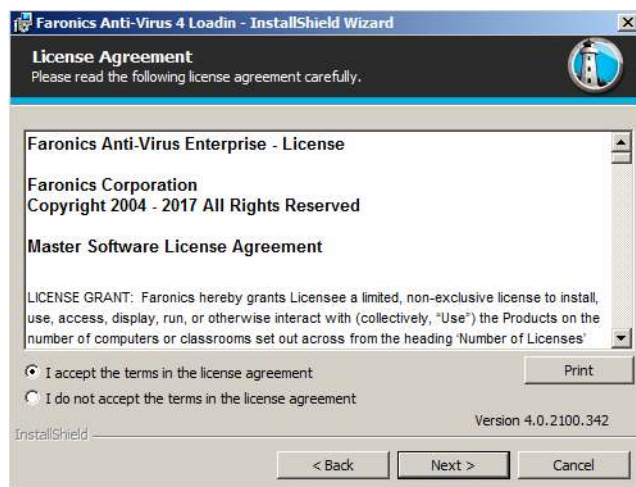 Faronics Anti-Virus 4 Loadin - InstallShield Wizard
License Agreement
Please read the following license agreement carefully.
Faronics Anti-Virus Enterprise - License
Faronics Corporation
Copyright 2004 - 2017 All Rights Reserved
Master Software License Agreement
LICENSE GRANT: Faronics hereby grants Licensee a limited, non-exclusive license to install,
use, access, display, run, or otherwise interact with (collectively, “Use”) the Products on the
number of computers or classrooms set out across from the heading ‘Number of Licenses’
I accept the terms in the license agreement
Print
I do not accept the terms in the license agreement
Version 4.0.2100.342
InstallShield
< Back
Next >
Cancel